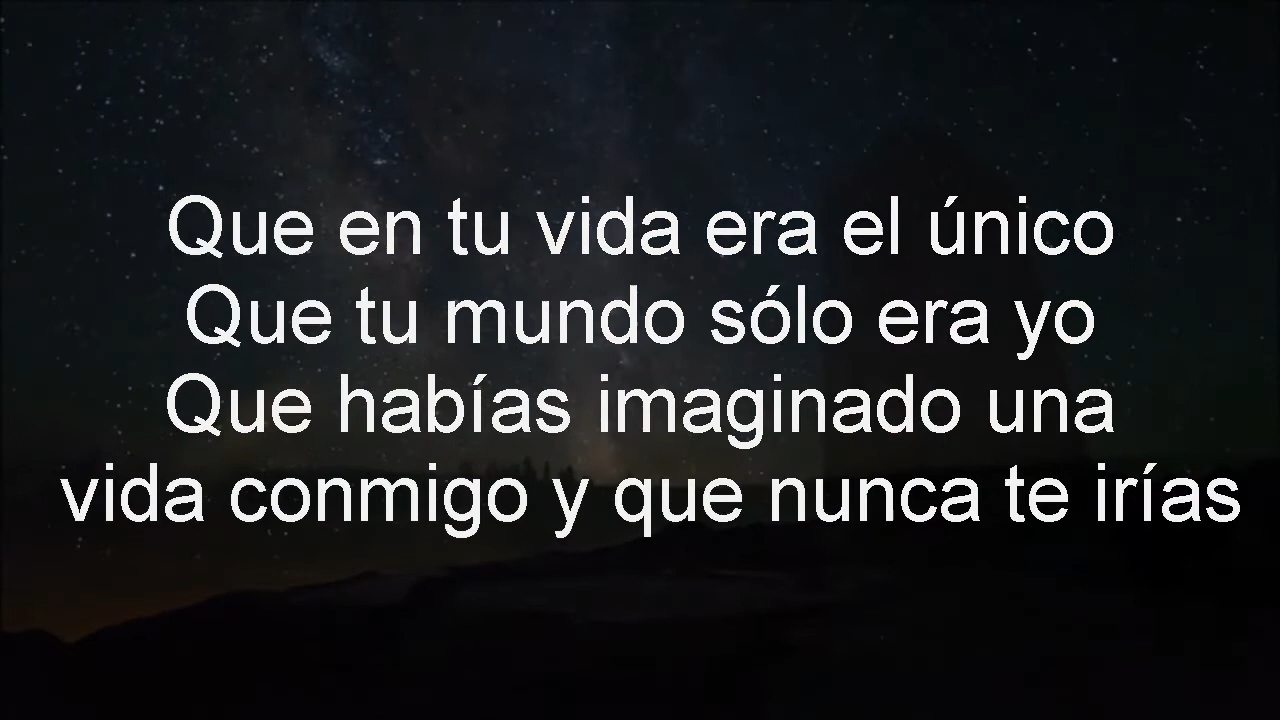 Que en tu vida era el único
Que tu mundo sólo era yo
Que habías imaginado una
vida conmigo y que nunca te irías